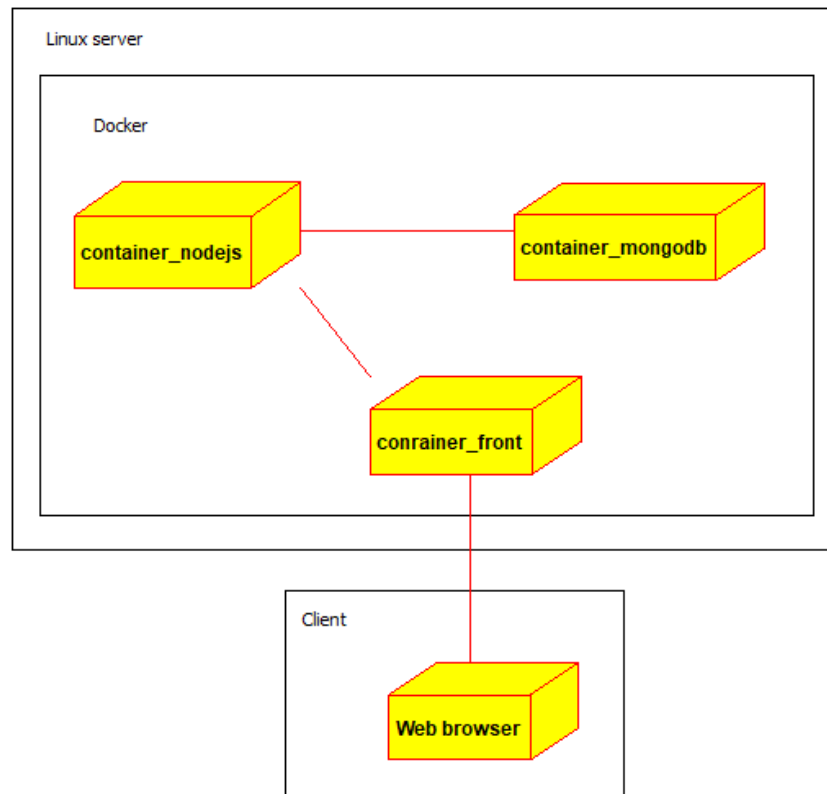 Linux server
Docker
container_nodejs
container_mongodb
conrainer_front
Client
Web browser